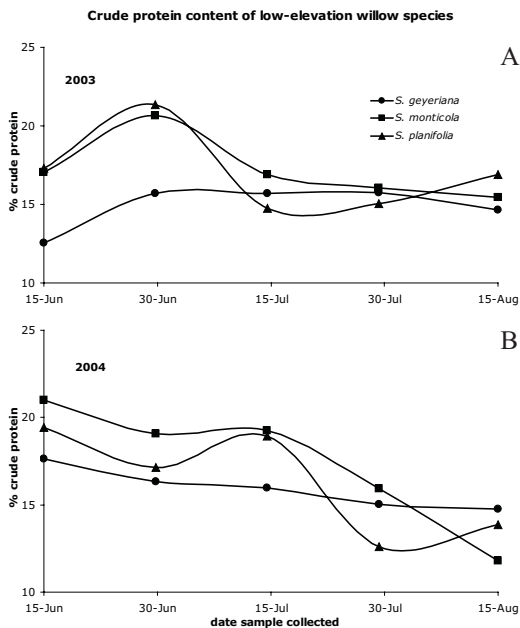 Crude protein content of low-elevation willow species
A
25
2003
S. geyeriana
S. monticola
S. planifolia
20
% crude protein
15
10
15-Jun 30-Jun 15-Jul 30-Jul 15-Aug
B
25
2004
20
% crude protein
15
10
15-Jun 30-Jun 15-Jul 30-Jul 15-Aug
date sample collected